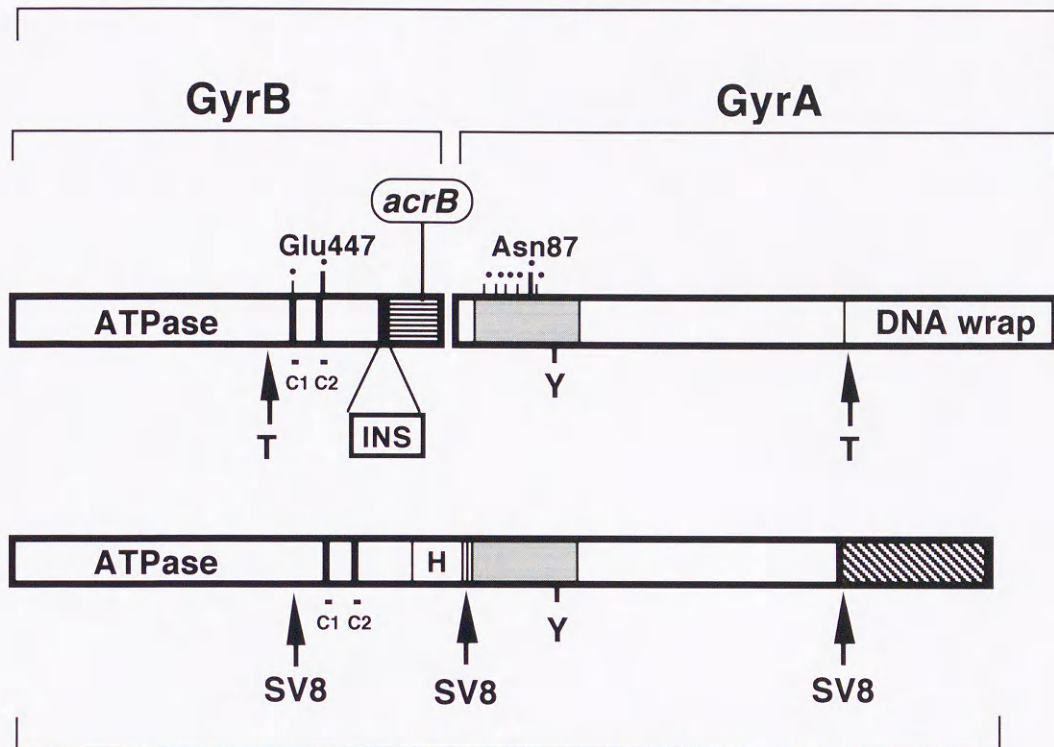 GyrB GyrA
acrB
Glu447 Asn87
ATPase DNA wrap
C1 C2 Y
T INS T
ATPase H
C1 C2 Y
SV8 SV8 SV8